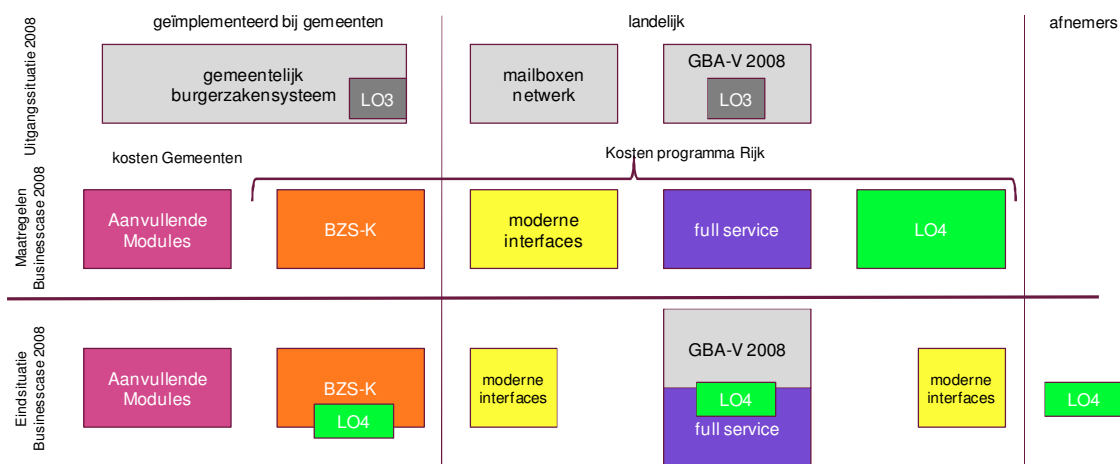 geïmplementeerd bij gemeenten
landelijk
afnemers
Uitgangssituatie 2008
gemeentelijk
burgerzakensysteem
LO3
mailboxen
netwerk
GBA-V 2008
LO3
kosten Gemeenten
Kosten programma Rijk
Maatregelen
Businesscase 2008
Aanvullende
Modules
BZS-K
moderne
interfaces
full service
LO4
Eindsituatie
Businesscase 2008
Aanvullende
Modules
BZS-K
LO4
moderne
interfaces
GBA-V 2008
LO4
full service
moderne
interfaces
LO4